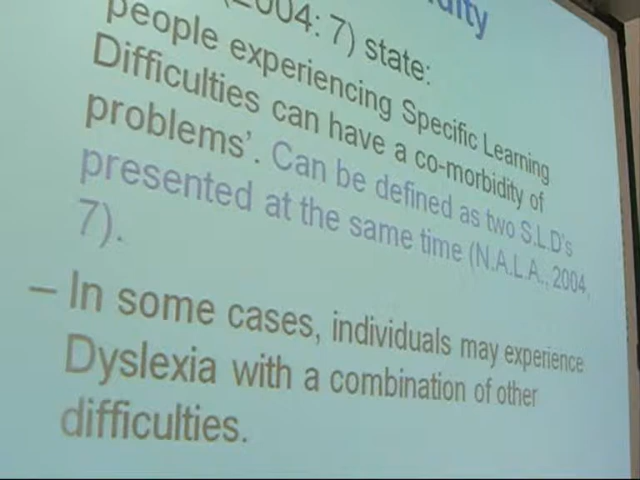 (2004: 7) state:
people experiencing Specific Learning
Difficulties can have a co-morbidity of
problems’. Can be defined as two S.L.D’s
presented at the same time (N.A.L.A., 2004,
7).
– In some cases, individuals may experience
Dyslexia with a combination of other
difficulties.